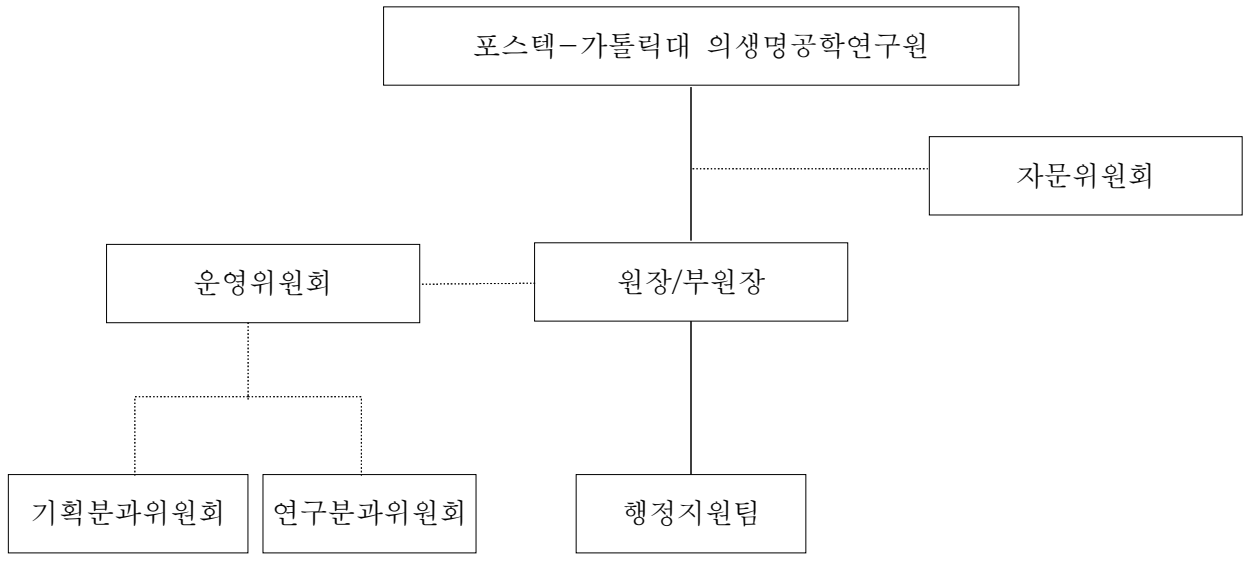 포스텍-가톨릭대 의생명공학연구원
자문위원회
운영위원회
원장/부원장
기획분과위원회
연구분과위원회
행정지원팀